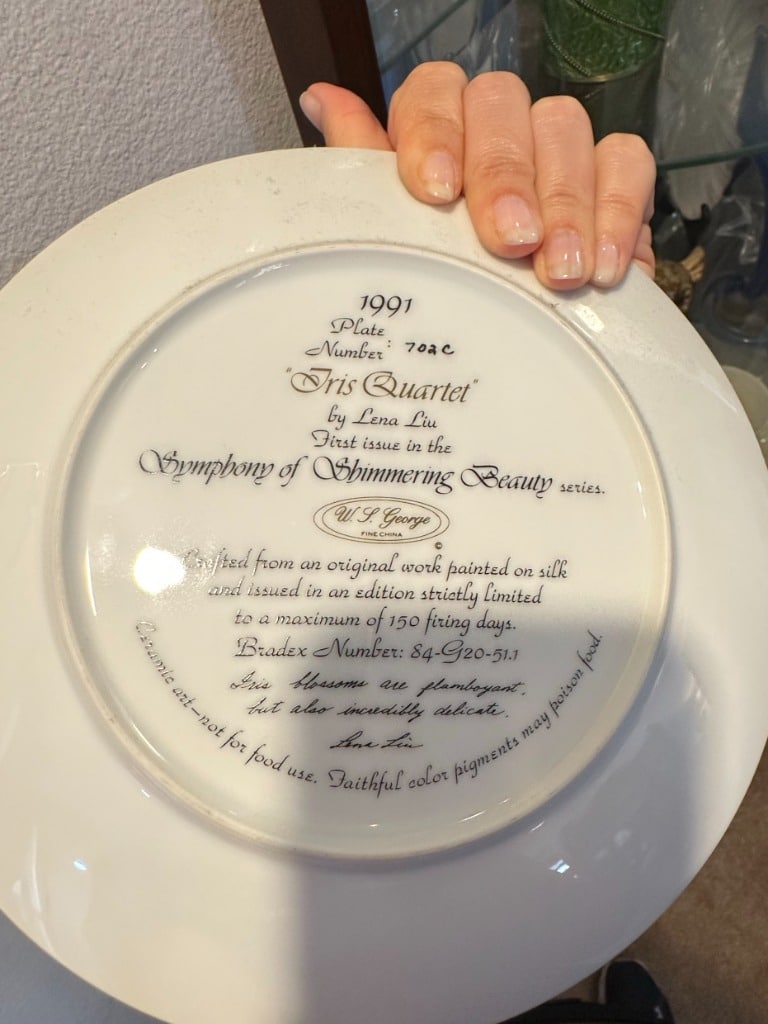 1991
Plate
Number: 702C
"Iris Quartet"
by Lena Liu
First issue in the
Symphony of Shimmering Beauty series.
W. S. George
FINE CHINA
©
Crafted from an original work painted on silk
and issued in an edition strictly limited
to a maximum of 150 firing days.
Bradex Number: 84-G20-51.1
Iris blossoms are flamboyant,
but also incredibly delicate.
Lena Liu
Ceramic art—not for food use. Faithful color pigments may poison food.